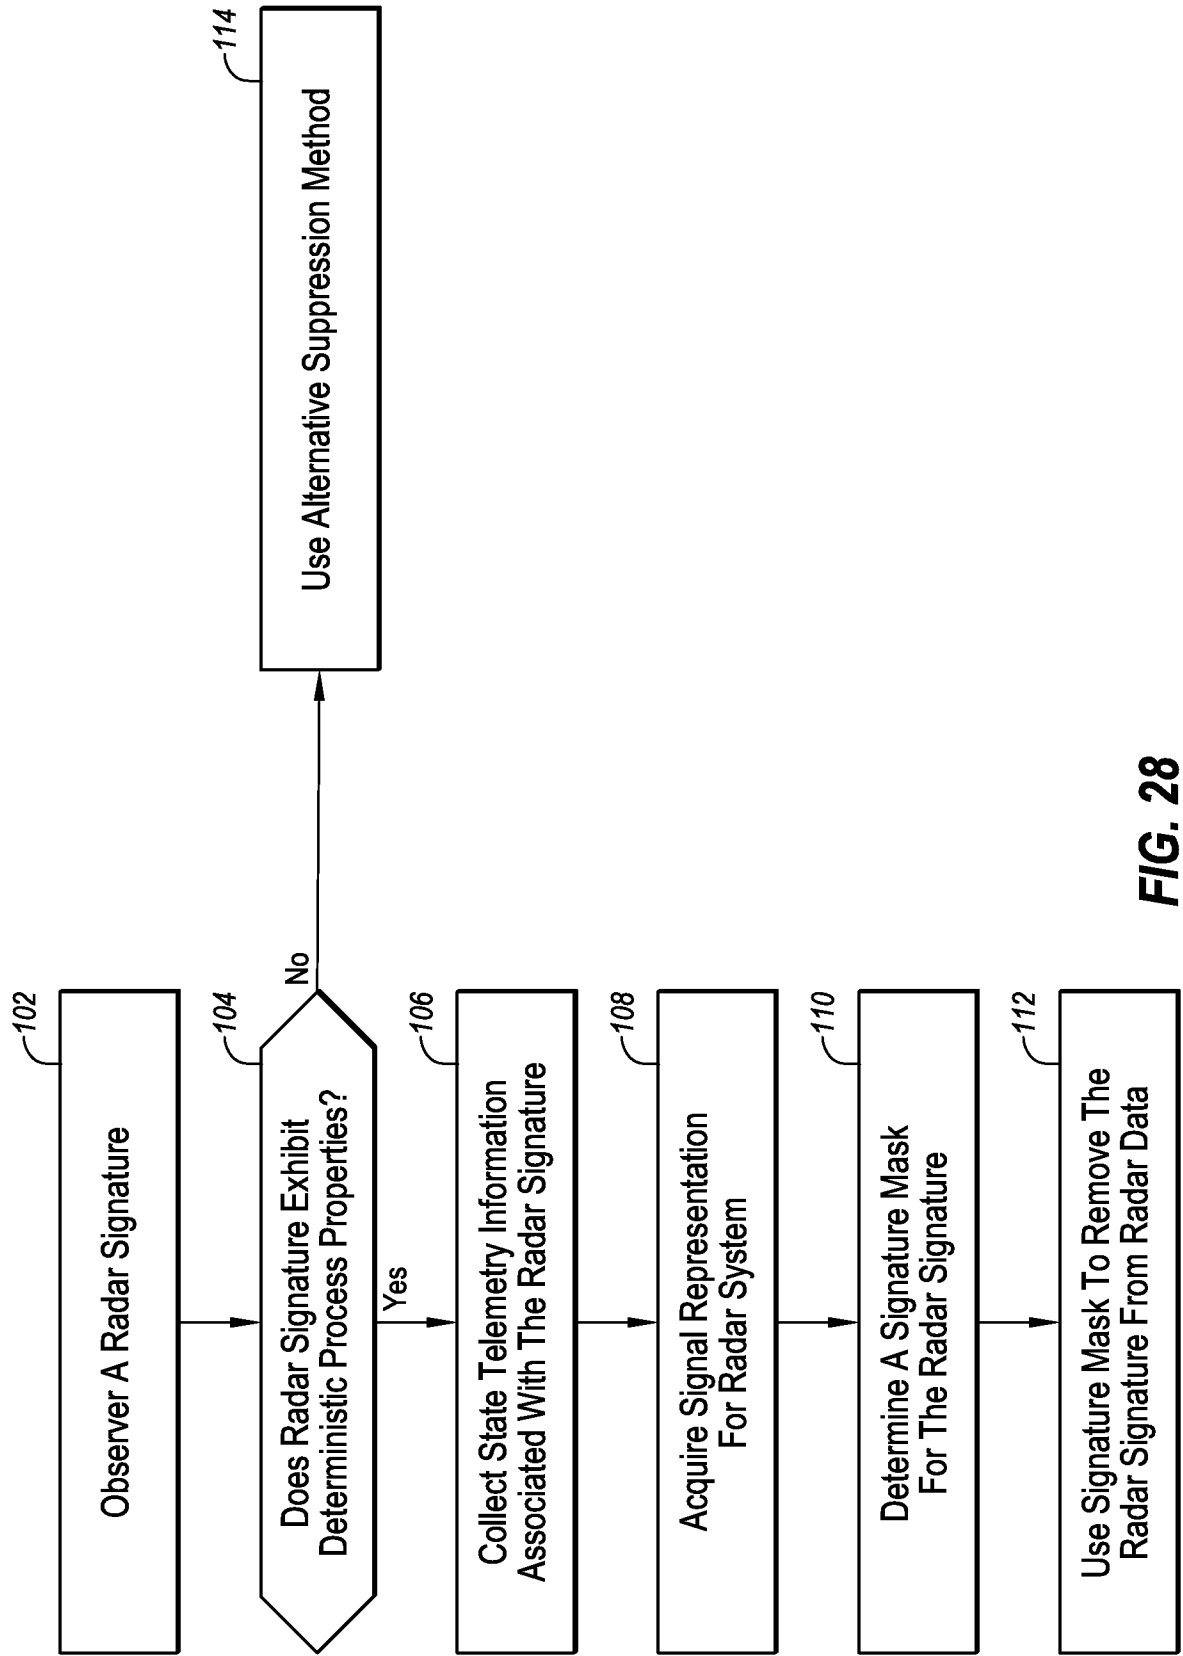 102
Observer A Radar Signature
104
Does Radar Signature Exhibit
Deterministic Process Properties?
No
114
Use Alternative Suppression Method
Yes
106
Collect State Telemetry Information
Associated With The Radar Signature
108
Acquire Signal Representation
For Radar System
110
Determine A Signature Mask
For The Radar Signature
112
Use Signature Mask To Remove The
Radar Signature From Radar Data
FIG. 28